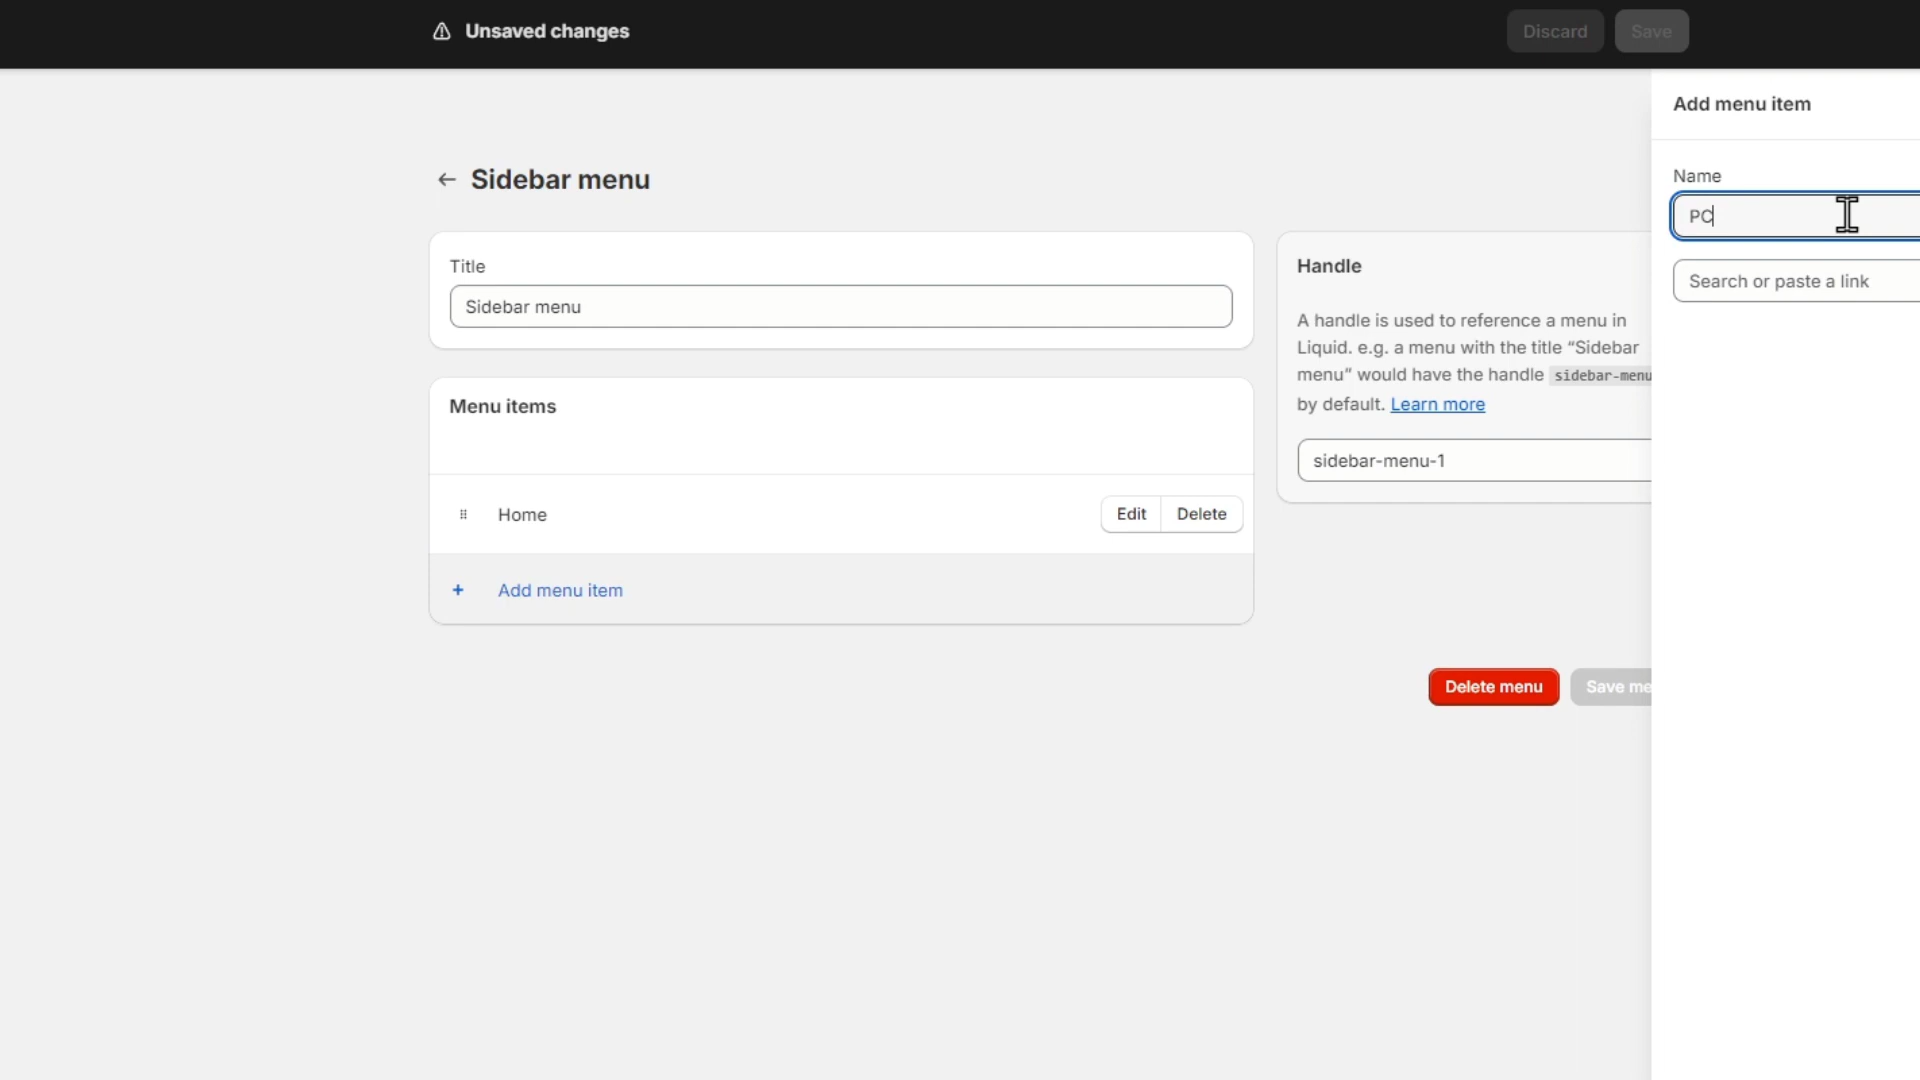 Unsaved changes
Discard
Save
Add menu item
Name
PC
Search or paste a link
Sidebar menu
Title
Sidebar menu
Handle
A handle is used to reference a menu in
Liquid. e.g. a menu with the title “Sidebar
menu” would have the handle sidebar-menu
by default. Learn more
sidebar-menu-1
Menu items
Home
Edit
Delete
+ Add menu item
Delete menu
Save me